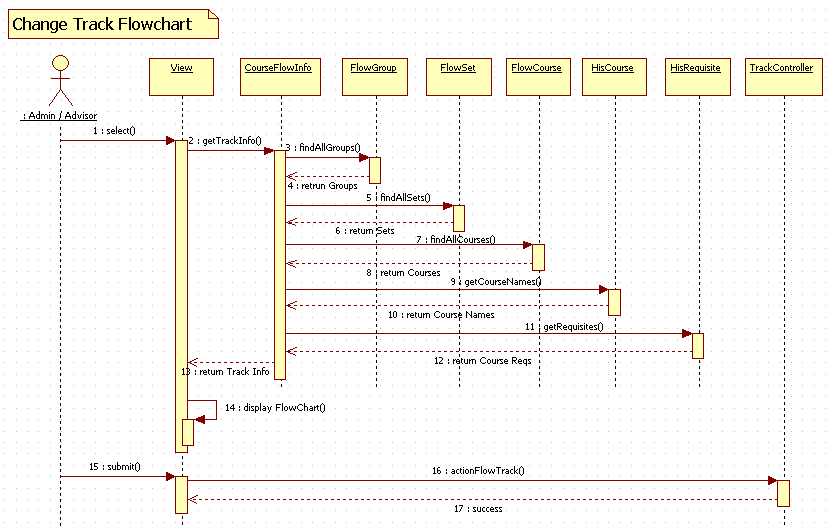 Change Track Flowchart
: Admin / Advisor
View
CourseFlowInfo
FlowGroup
FlowSet
FlowCourse
HisCourse
HisRequisite
TrackController
1 : select()
2 : getTrackInfo()
3 : findAllGroups()
4 : retrun Groups
5 : findAllSets()
6 : return Sets
7 : findAllCourses()
8 : return Courses
9 : getCourseNames()
10 : return Course Names
11 : getRequisites()
12 : return Course Reqs
13 : return Track Info
14 : display FlowChart()
15 : submit()
16 : actionFlowTrack()
17 : success